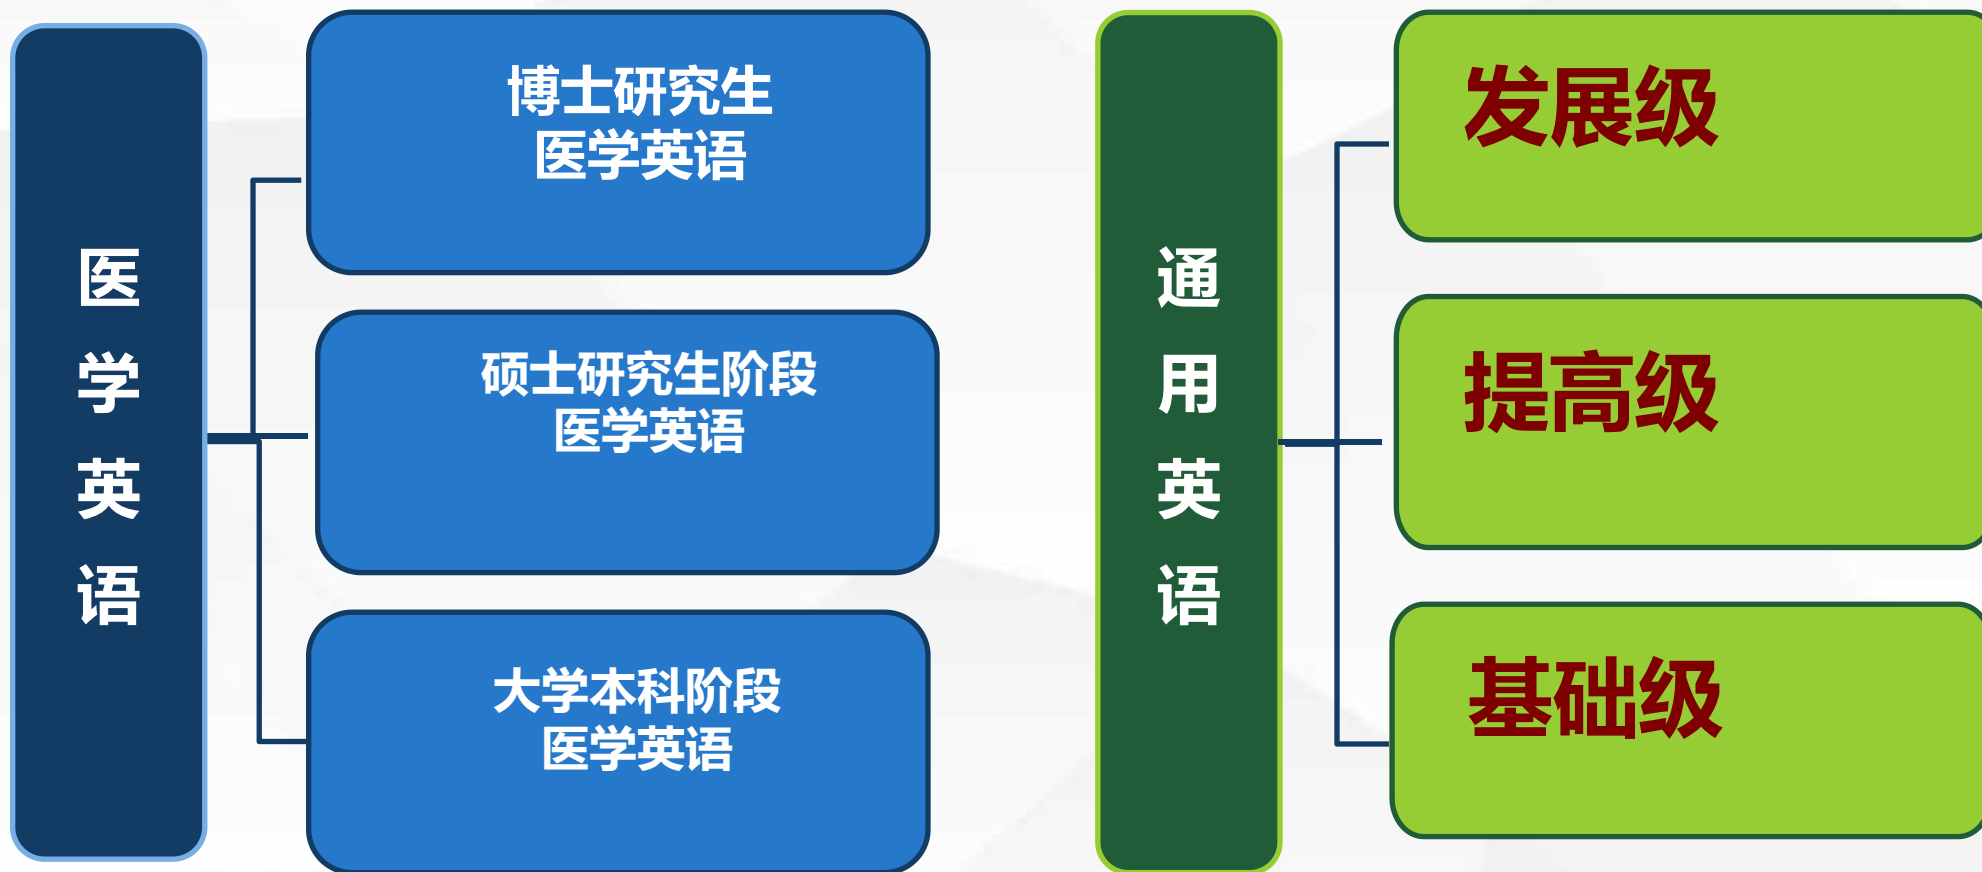 医
学
英
语
博士研究生
医学英语
硕士研究生阶段
医学英语
大学本科阶段
医学英语
通
用
英
语
发展级
提高级
基础级